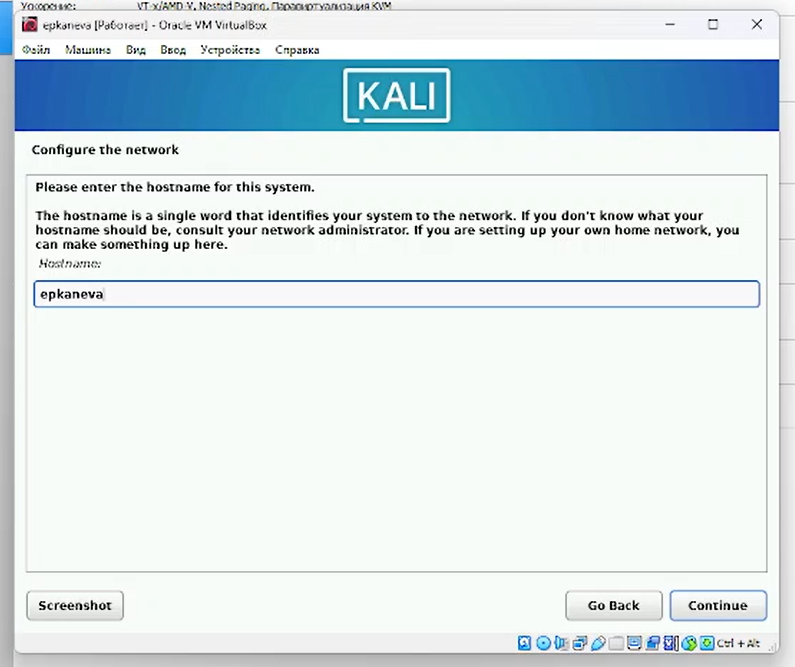 Ускорение: VT-x/AMD-V, Nested Paging, Паравиртуализация KVM
epkaneva [Работает] - Oracle VM VirtualBox
Файл Машина Вид Ввод Устройства Справка
KALI
Configure the network
Please enter the hostname for this system.
The hostname is a single word that identifies your system to the network. If you don't know what your
hostname should be, consult your network administrator. If you are setting up your own home network, you
can make something up here.
Hostname:
epkaneva
Screenshot Go Back Continue
Ctrl + Alt